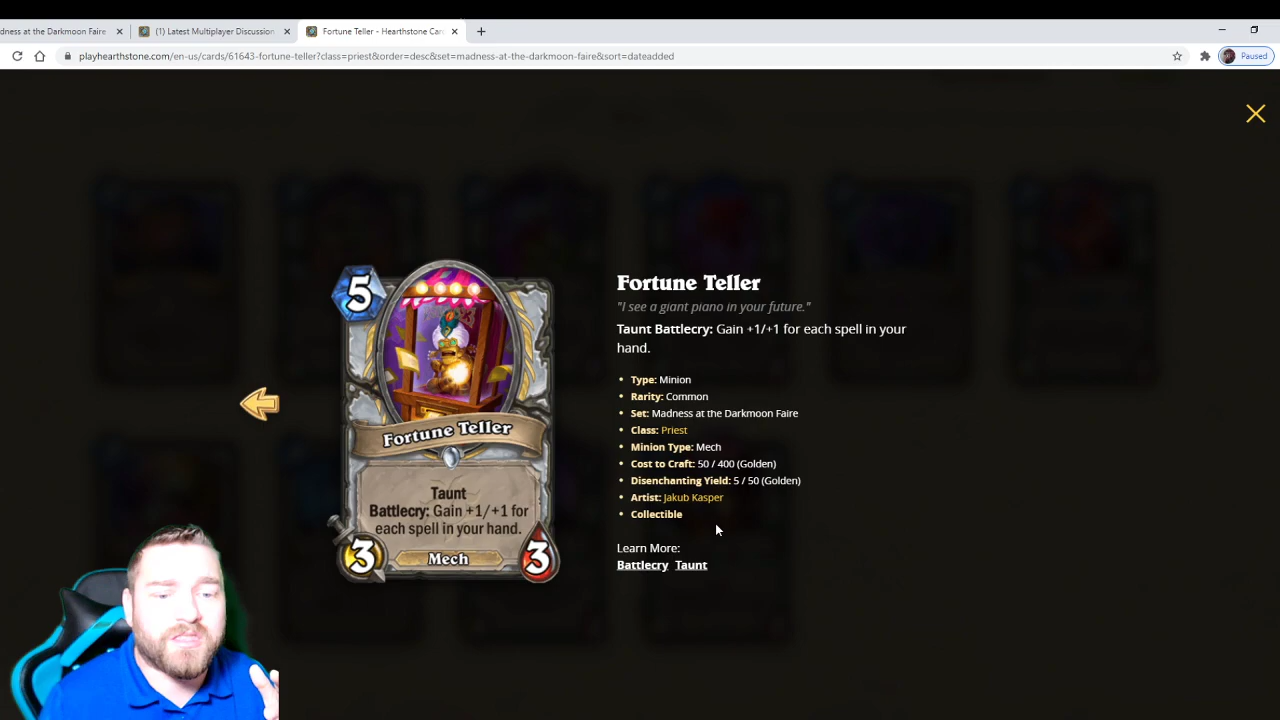 dness at the Darkmoon Faire
(1) Latest Multiplayer Discussion
Fortune Teller - Hearthstone Car
playhearthstone.com/en-us/cards/61643-fortune-teller?class=priest&order=desc&set=madness-at-the-darkmoon-faire&sort=dateadded
Paused
5
Fortune Teller
Taunt
Battlecry: Gain +1/+1 for
each spell in your hand.
3
Mech
3
Fortune Teller
"I see a giant piano in your future."
Taunt Battlecry: Gain +1/+1 for each spell in your
hand.
• Type: Minion
• Rarity: Common
• Set: Madness at the Darkmoon Faire
• Class: Priest
• Minion Type: Mech
• Cost to Craft: 50 / 400 (Golden)
• Disenchanting Yield: 5 / 50 (Golden)
• Artist: Jakub Kasper
• Collectible
Learn More:
Battlecry Taunt